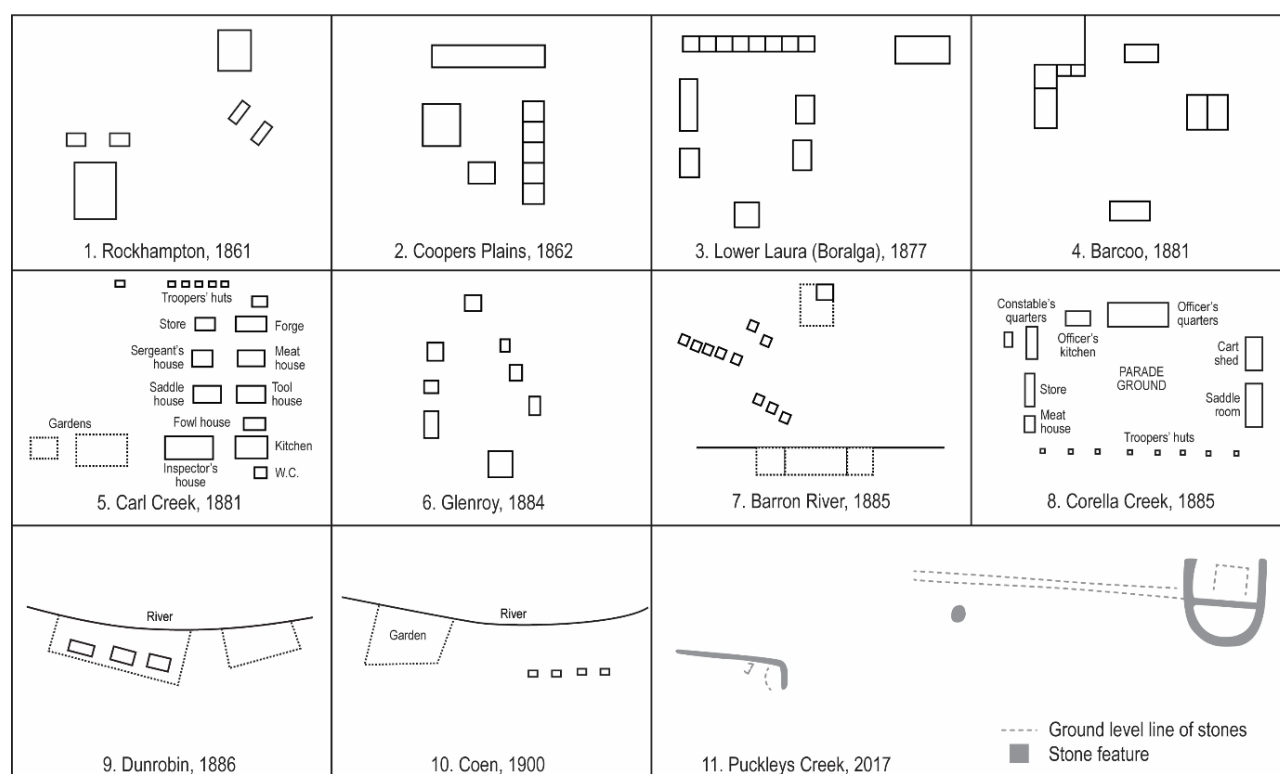 1. Rockhampton, 1861
2. Coopers Plains, 1862
3. Lower Laura (Boralga), 1877
4. Barcoo, 1881
Troopers' huts
Store
Forge
Sergeant's
house
Meat
house
Saddle
house
Tool
house
Gardens
Fowl house
Kitchen
Inspector's
house
W.C.
5. Carl Creek, 1881
6. Glenroy, 1884
7. Barron River, 1885
Constable's
quarters
Officer's
kitchen
Officer's
quarters
Cart
shed
PARADE
GROUND
Store
Saddle
room
Meat
house
Troopers' huts
8. Corella Creek, 1885
River
9. Dunrobin, 1886
River
Garden
10. Coen, 1900
Ground level line of stones
Stone feature
11. Puckleys Creek, 2017